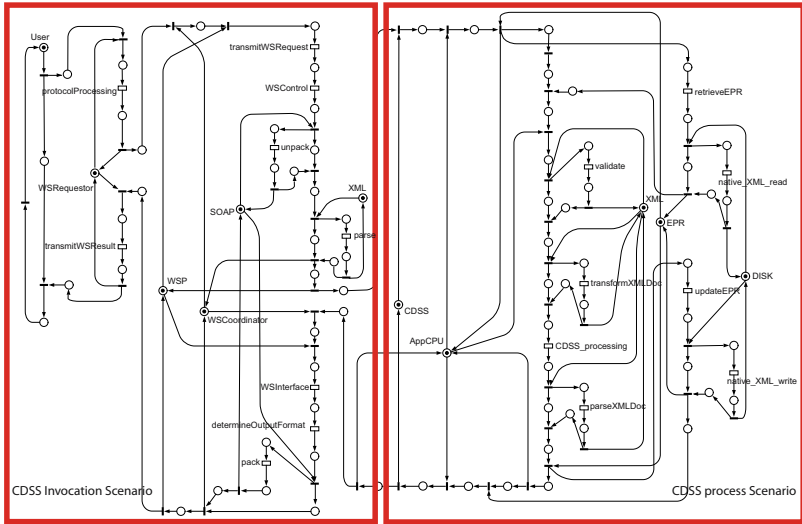 User
protocolProcessing
WSRequestor
transmitWSResult
transmitWSRequest
WSControl
unpack
XML
SOAP
parse
WSP
WSCoordinator
WSInterface
determineOutputFormat
pack
CDSS Invocation Scenario
CDSS
AppCPU
retrieveEPR
validate
native_XML_read
XML
EPR
DISK
transformXMLDoc
updateEPR
CDSS_processing
native_XML_write
parseXMLDoc
CDSS process Scenario